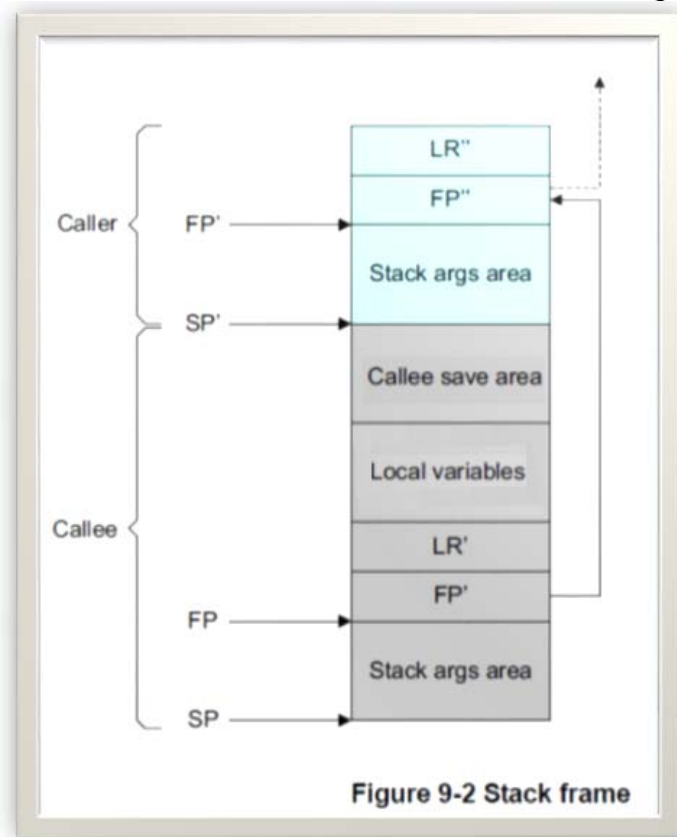 LR''
FP''
Caller
FP'
Stack args area
SP'
Callee save area
Local variables
Callee
LR'
FP'
FP
Stack args area
SP
Figure 9-2 Stack frame